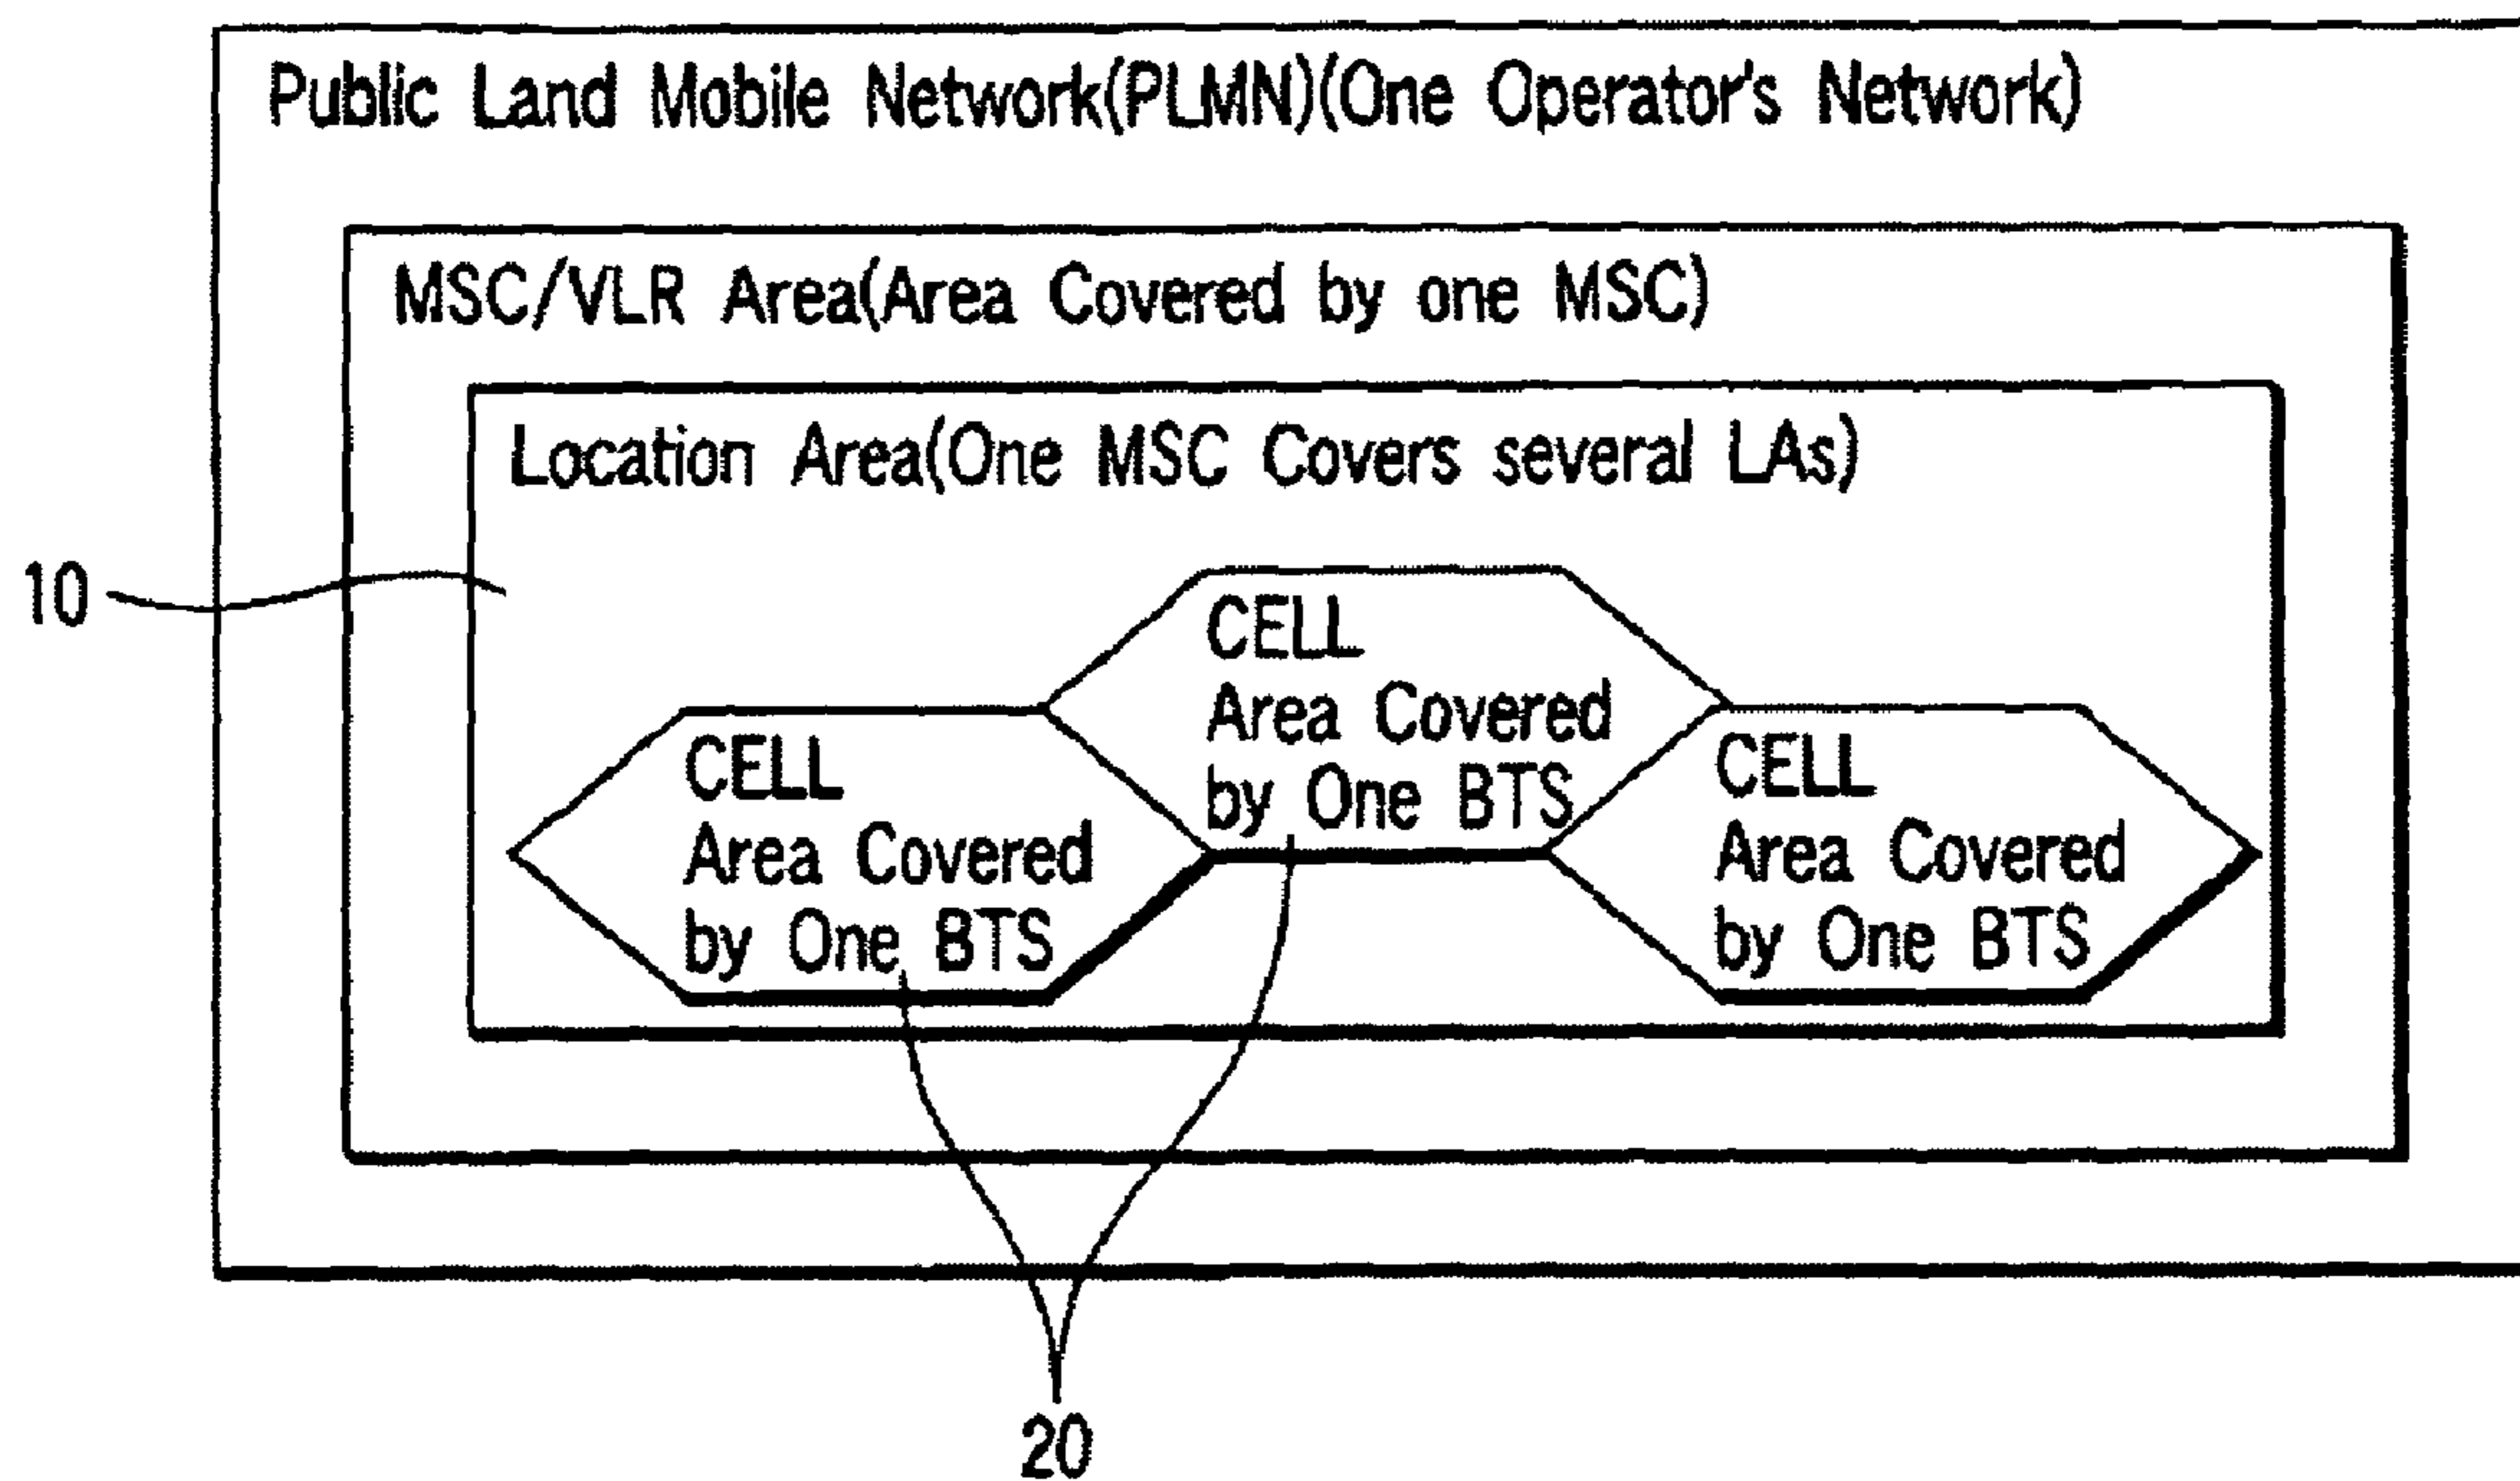 Public Land Mobile Network(PLMN)(One Operator's Network)
MSC/VLR Area(Area Covered by one MSC)
Location Area(One MSC Covers several LAs)
10
CELL
Area Covered
by One BTS
CELL
Area Covered
by One BTS
CELL
Area Covered
by One BTS
20